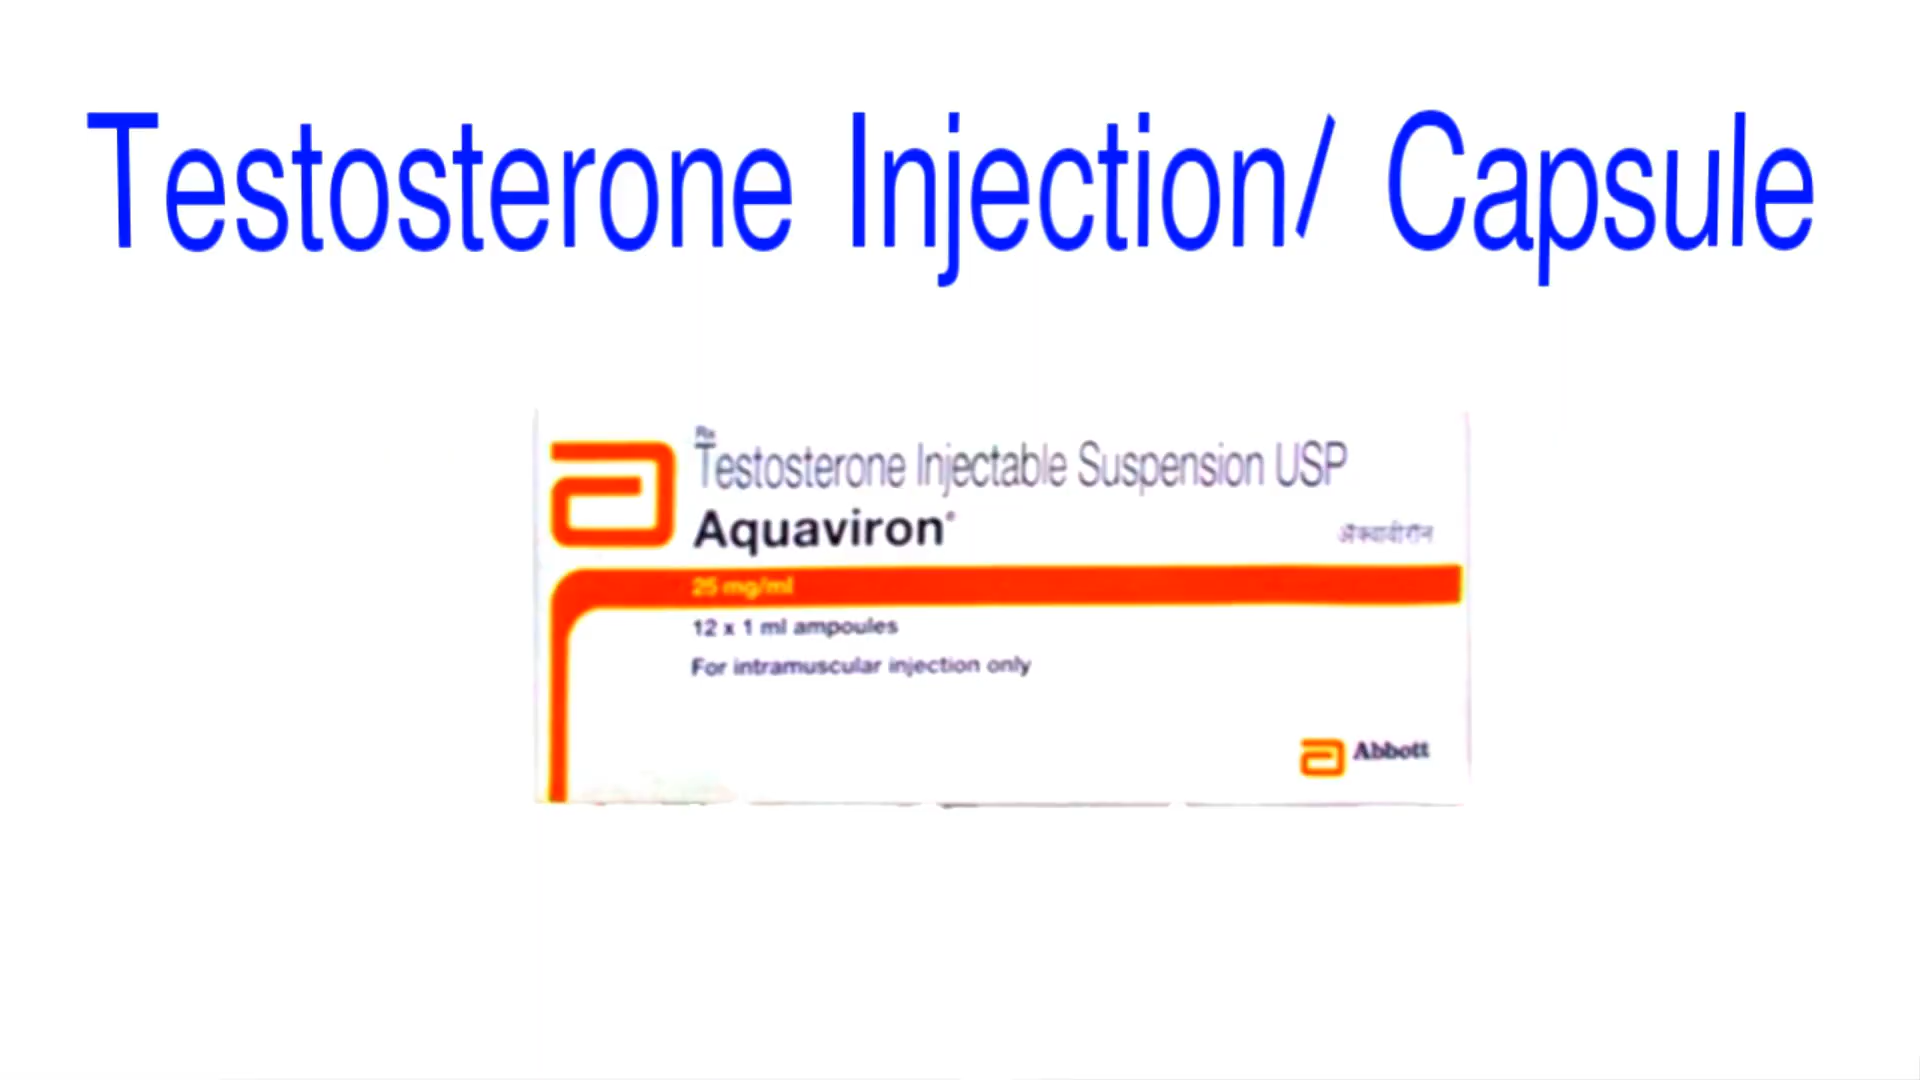 Testosterone Injection/ Capsule
Rx
Testosterone Injectable Suspension USP
Aquaviron®
ॲक्वावीरॉन
25 mg/ml
12 x 1 ml ampoules
For intramuscular injection only
Abbott